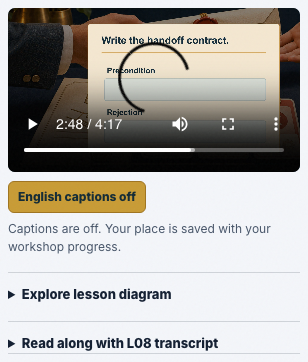 Write the handoff contract.
Precondition
Rejection
2:48 / 4:17
English captions off
Captions are off. Your place is saved with your
workshop progress.
Explore lesson diagram
Read along with L08 transcript